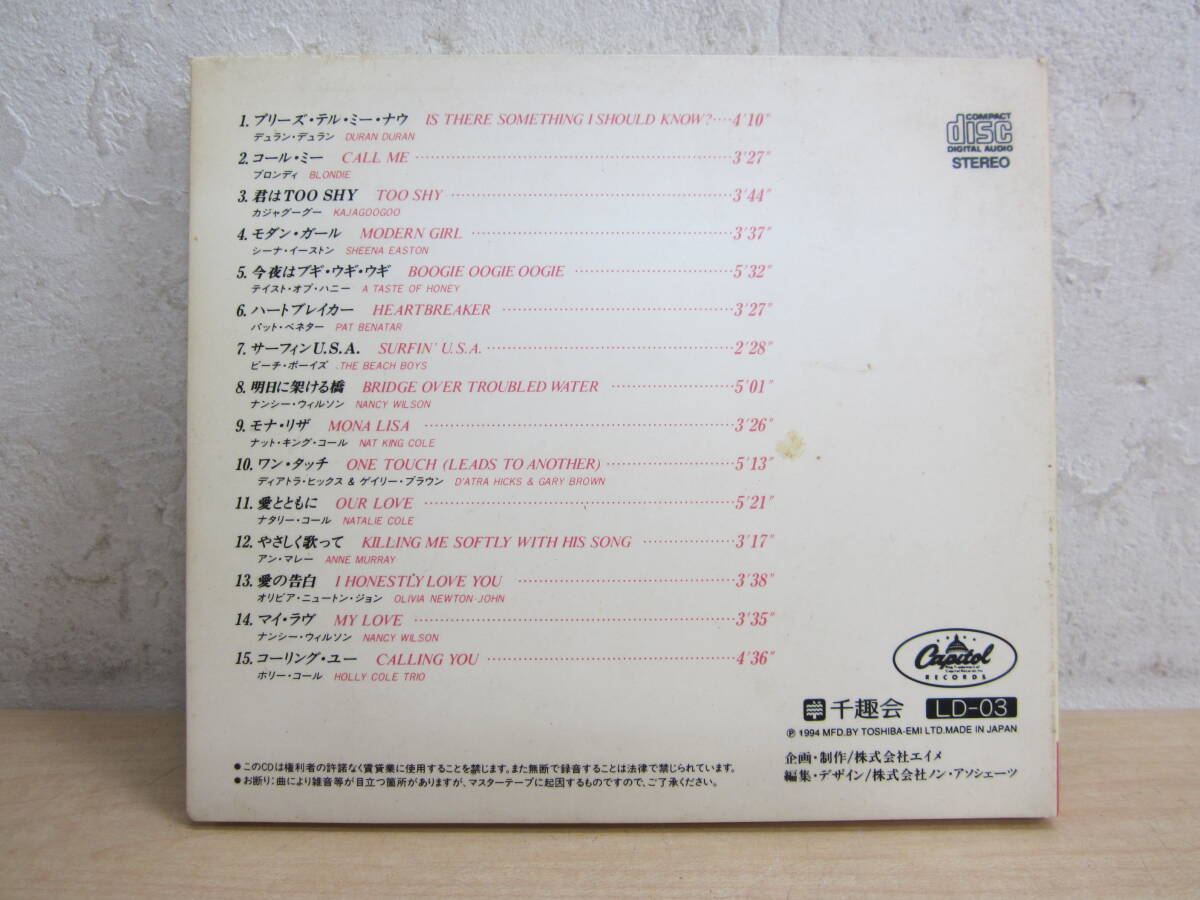 1. プリーズ・テル・ミー・ナウ IS THERE SOMETHING I SHOULD KNOW? ‥‥4'10"
デュラン・デュラン DURAN DURAN
2. コール・ミー CALL ME ‥‥3'27"
ブロンディ BLONDIE
3. 君はTOO SHY TOO SHY ‥‥3'44"
カジャグーグー KAJAGOOGOO
4. モダン・ガール MODERN GIRL ‥‥3'37"
シーナ・イーストン SHEENA EASTON
5. 今夜はブギ・ウギ・ウギ BOOGIE OOGIE OOGIE ‥‥5'32"
テイスト・オブ・ハニー A TASTE OF HONEY
6. ハートブレイカー HEARTBREAKER ‥‥3'27"
パット・ベネター PAT BENATAR
7. サーフィンU.S.A. SURFIN' U.S.A. ‥‥2'28"
ビーチ・ボーイズ THE BEACH BOYS
8. 明日に架ける橋 BRIDGE OVER TROUBLED WATER ‥‥5'01"
ナンシー・ウィルソン NANCY WILSON
9. モナ・リザ MONA LISA ‥‥3'26"
ナット・キング・コール NAT KING COLE
10. ワン・タッチ ONE TOUCH (LEADS TO ANOTHER) ‥‥5'13"
ディアトラ・ヒックス & ゲイリー・ブラウン D'ATRA HICKS & GARY BROWN
11. 愛とともに OUR LOVE ‥‥5'21"
ナタリー・コール NATALIE COLE
12. やさしく歌って KILLING ME SOFTLY WITH HIS SONG ‥‥3'17"
アン・マレー ANNE MURRAY
13. 愛の告白 I HONESTLY LOVE YOU ‥‥3'38"
オリビア・ニュートン・ジョン OLIVIA NEWTON-JOHN
14. マイ・ラヴ MY LOVE ‥‥3'35"
ナンシー・ウィルソン NANCY WILSON
15. コーリング・ユー CALLING YOU ‥‥4'36"
ホリー・コール HOLLY COLE TRIO
COMPACT
disc
DIGITAL AUDIO
STEREO
Capitol
RECORDS
千趣会 LD-03
Ⓟ 1994 MFD.BY TOSHIBA-EMI LTD.MADE IN JAPAN
企画・制作/株式会社エイメ
編集・デザイン/株式会社ノン・アソシェーツ
●このCDは権利者の許諾なく賃貸業に使用することを禁じます。また無断で録音することは法律で禁じられています。
●お断り:曲により雑音等が目立つ箇所がありますが、マスターテープに起因するものですので、ご了承ください。